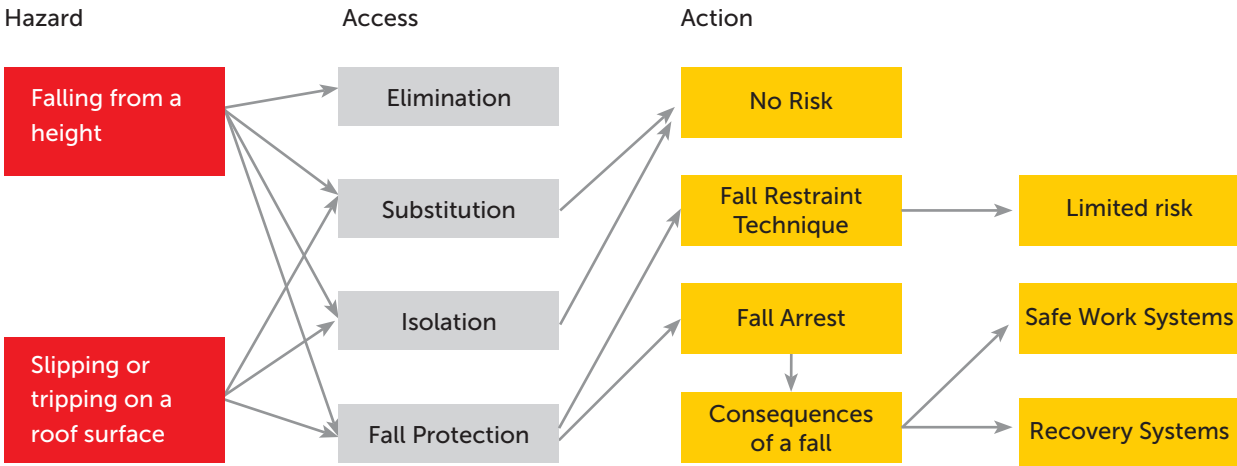 Hazard
Access
Action
Falling from a
height
Elimination
No Risk
Substitution
Fall Restraint
Technique
Limited risk
Isolation
Fall Arrest
Safe Work Systems
Slipping or
tripping on a
roof surface
Fall Protection
Consequences
of a fall
Recovery Systems